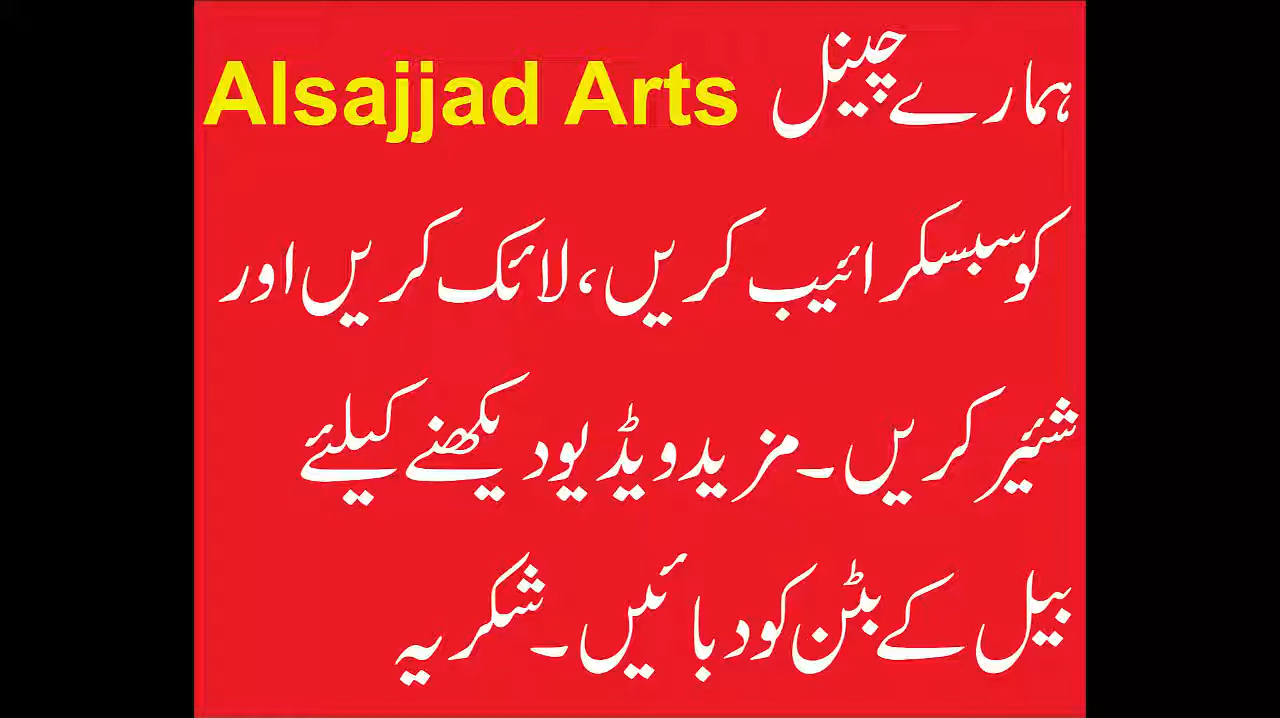 ہمارے چینل Alsajjad Arts
کو سبسکرائیب کریں، لائک کریں اور
شئیر کریں۔ مزید ویڈیو دیکھنے کیلئے
بیل کے بٹن کو دبائیں۔ شکریہ